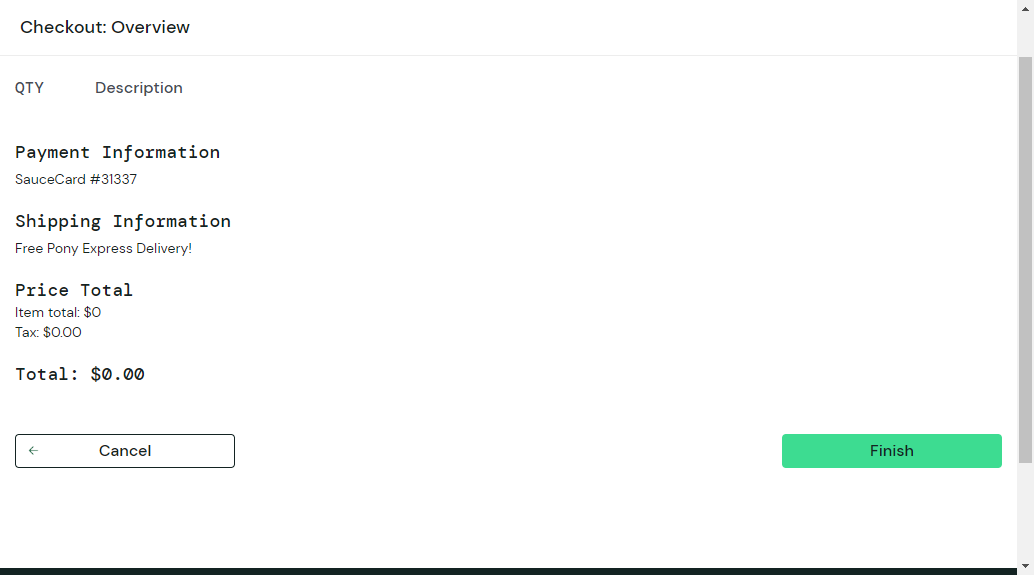 Checkout: Overview
QTY Description
Payment Information
SauceCard #31337
Shipping Information
Free Pony Express Delivery!
Price Total
Item total: $0
Tax: $0.00
Total: $0.00
Cancel Finish